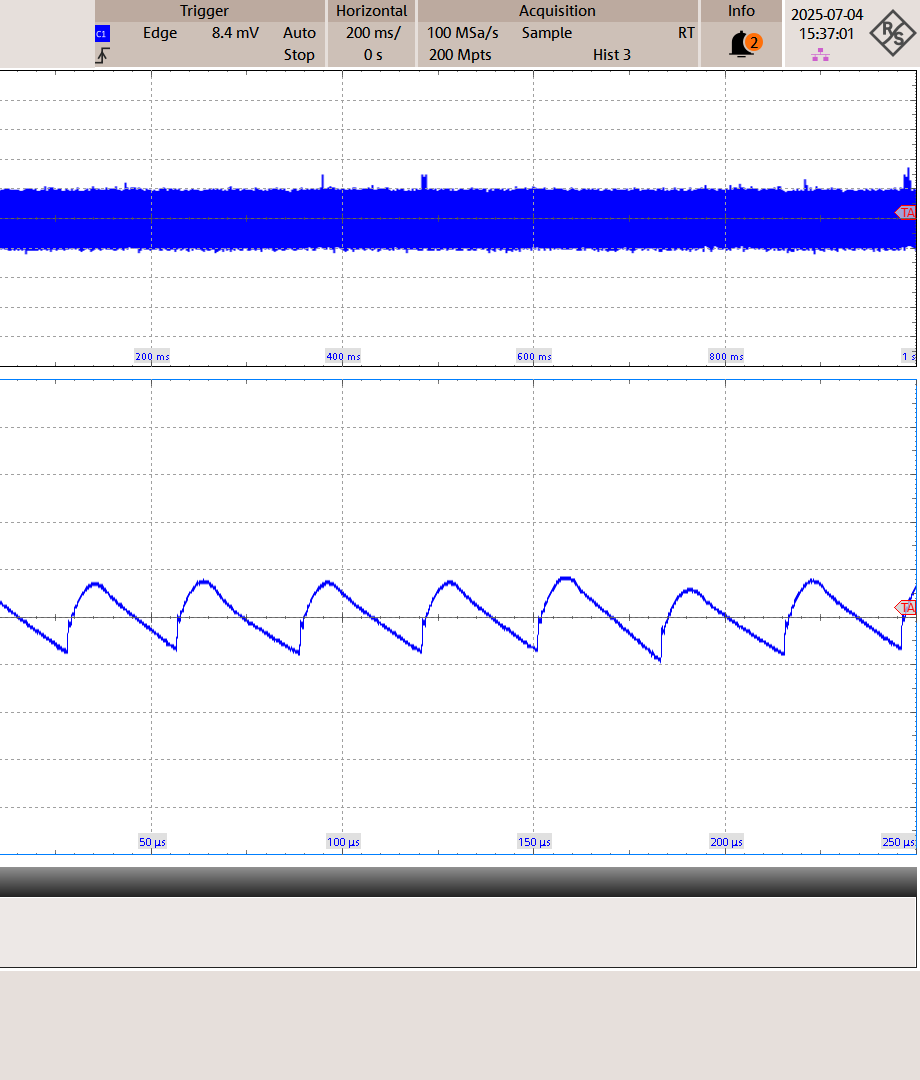 Trigger
Horizontal
Acquisition
Info
2025-07-04
15:37:01
C1
Edge
8.4 mV
Auto
Stop
200 ms/
0 s
100 MSa/s
Sample
RT
200 Mpts
Hist 3
2
R
S
TA
200 ms
400 ms
600 ms
800 ms
1 s
TA
50 µs
100 µs
150 µs
200 µs
250 µs